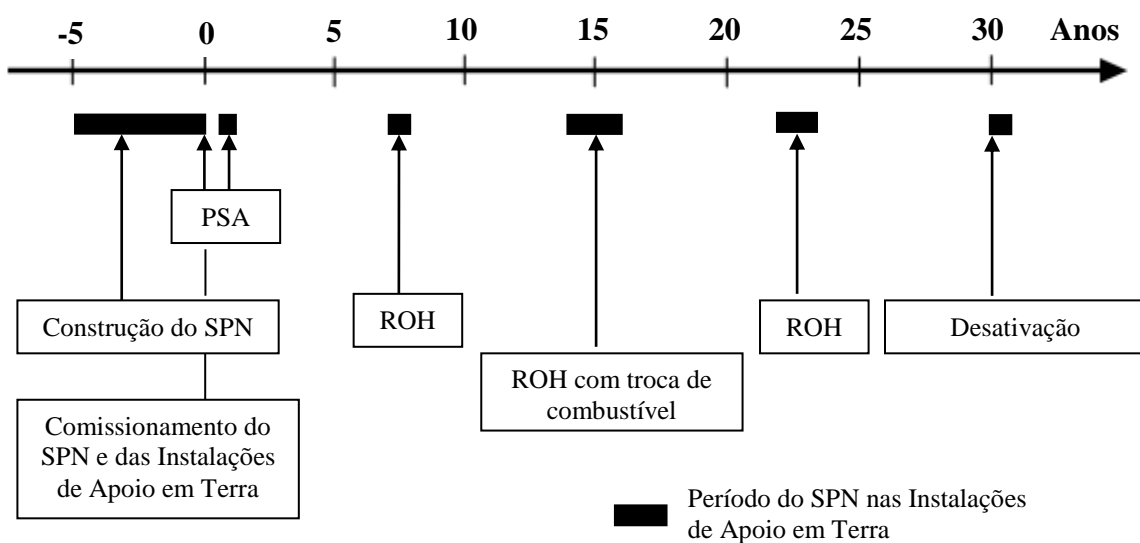 -5 0 5 10 15 20 25 30 Anos
PSA
Construção do SPN
ROH
ROH
Desativação
ROH com troca de
combustível
Comissionamento do
SPN e das Instalações
de Apoio em Terra
Período do SPN nas Instalações
de Apoio em Terra